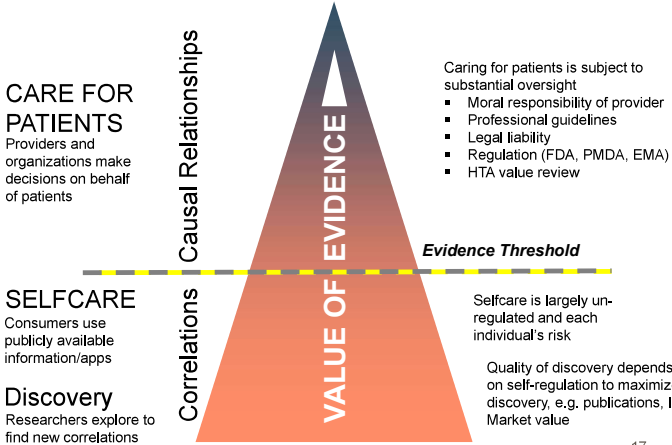 CARE FOR
PATIENTS
Providers and
organizations make
decisions on behalf
of patients
Causal Relationships
VALUE OF EVIDENCE
Caring for patients is subject to
substantial oversight
▪ Moral responsibility of provider
▪ Professional guidelines
▪ Legal liability
▪ Regulation (FDA, PMDA, EMA)
▪ HTA value review
Evidence Threshold
SELFCARE
Consumers use
publicly available
information/apps
Discovery
Researchers explore to
find new correlations
Correlations
Selfcare is largely un-
regulated and each
individual's risk
Quality of discovery depends
on self-regulation to maximiz
discovery, e.g. publications, I
Market value